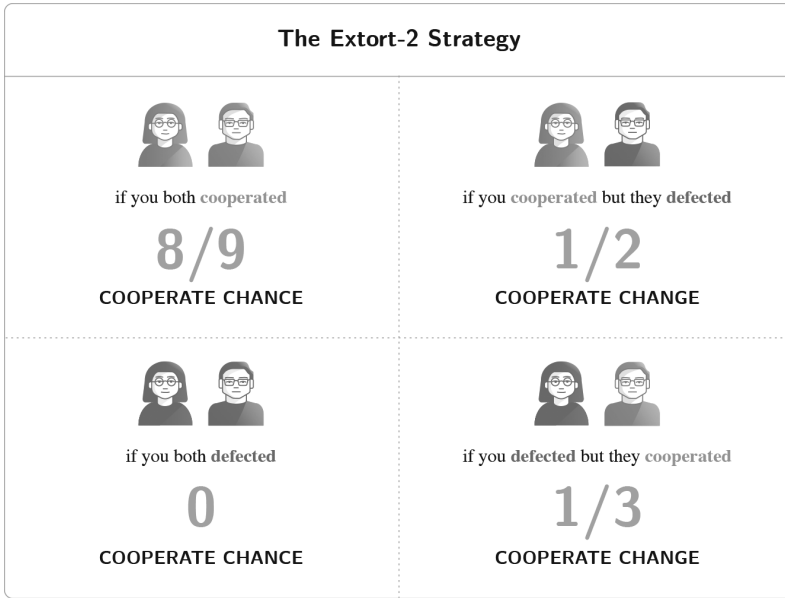 The Extort-2 Strategy
if you both cooperated
8/9
COOPERATE CHANCE
if you cooperated but they defected
1/2
COOPERATE CHANGE
if you both defected
0
COOPERATE CHANCE
if you defected but they cooperated
1/3
COOPERATE CHANGE